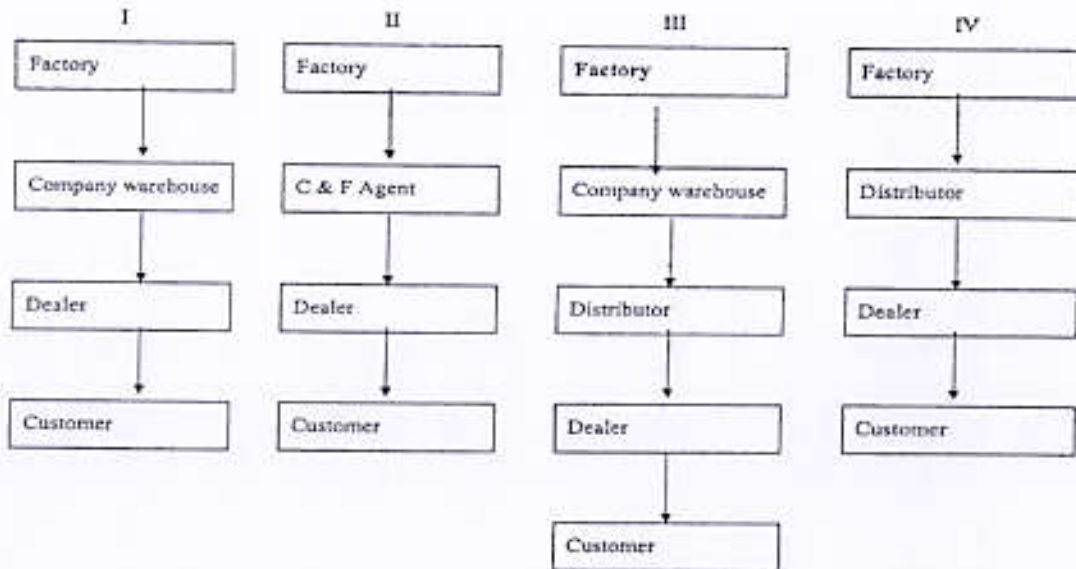 I
Factory
Company warehouse
Dealer
Customer
II
Factory
C & F Agent
Dealer
Customer
III
Factory
Company warehouse
Distributor
Dealer
Customer
IV
Factory
Distributor
Dealer
Customer